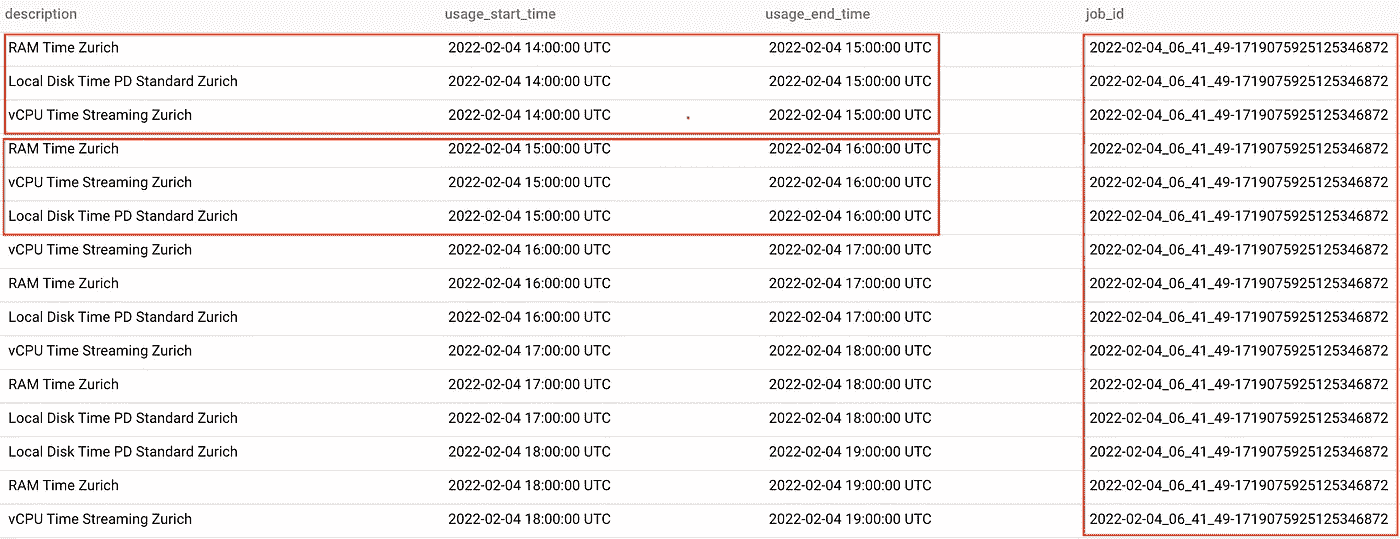 description usage_start_time usage_end_time job_id
RAM Time Zurich 2022-02-04 14:00:00 UTC 2022-02-04 15:00:00 UTC 2022-02-04_06_41_49-1719075925125346872
Local Disk Time PD Standard Zurich 2022-02-04 14:00:00 UTC 2022-02-04 15:00:00 UTC 2022-02-04_06_41_49-1719075925125346872
vCPU Time Streaming Zurich 2022-02-04 14:00:00 UTC 2022-02-04 15:00:00 UTC 2022-02-04_06_41_49-1719075925125346872
RAM Time Zurich 2022-02-04 15:00:00 UTC 2022-02-04 16:00:00 UTC 2022-02-04_06_41_49-1719075925125346872
vCPU Time Streaming Zurich 2022-02-04 15:00:00 UTC 2022-02-04 16:00:00 UTC 2022-02-04_06_41_49-1719075925125346872
Local Disk Time PD Standard Zurich 2022-02-04 15:00:00 UTC 2022-02-04 16:00:00 UTC 2022-02-04_06_41_49-1719075925125346872
vCPU Time Streaming Zurich 2022-02-04 16:00:00 UTC 2022-02-04 17:00:00 UTC 2022-02-04_06_41_49-1719075925125346872
RAM Time Zurich 2022-02-04 16:00:00 UTC 2022-02-04 17:00:00 UTC 2022-02-04_06_41_49-1719075925125346872
Local Disk Time PD Standard Zurich 2022-02-04 16:00:00 UTC 2022-02-04 17:00:00 UTC 2022-02-04_06_41_49-1719075925125346872
vCPU Time Streaming Zurich 2022-02-04 17:00:00 UTC 2022-02-04 18:00:00 UTC 2022-02-04_06_41_49-1719075925125346872
RAM Time Zurich 2022-02-04 17:00:00 UTC 2022-02-04 18:00:00 UTC 2022-02-04_06_41_49-1719075925125346872
Local Disk Time PD Standard Zurich 2022-02-04 17:00:00 UTC 2022-02-04 18:00:00 UTC 2022-02-04_06_41_49-1719075925125346872
Local Disk Time PD Standard Zurich 2022-02-04 18:00:00 UTC 2022-02-04 19:00:00 UTC 2022-02-04_06_41_49-1719075925125346872
RAM Time Zurich 2022-02-04 18:00:00 UTC 2022-02-04 19:00:00 UTC 2022-02-04_06_41_49-1719075925125346872
vCPU Time Streaming Zurich 2022-02-04 18:00:00 UTC 2022-02-04 19:00:00 UTC 2022-02-04_06_41_49-1719075925125346872